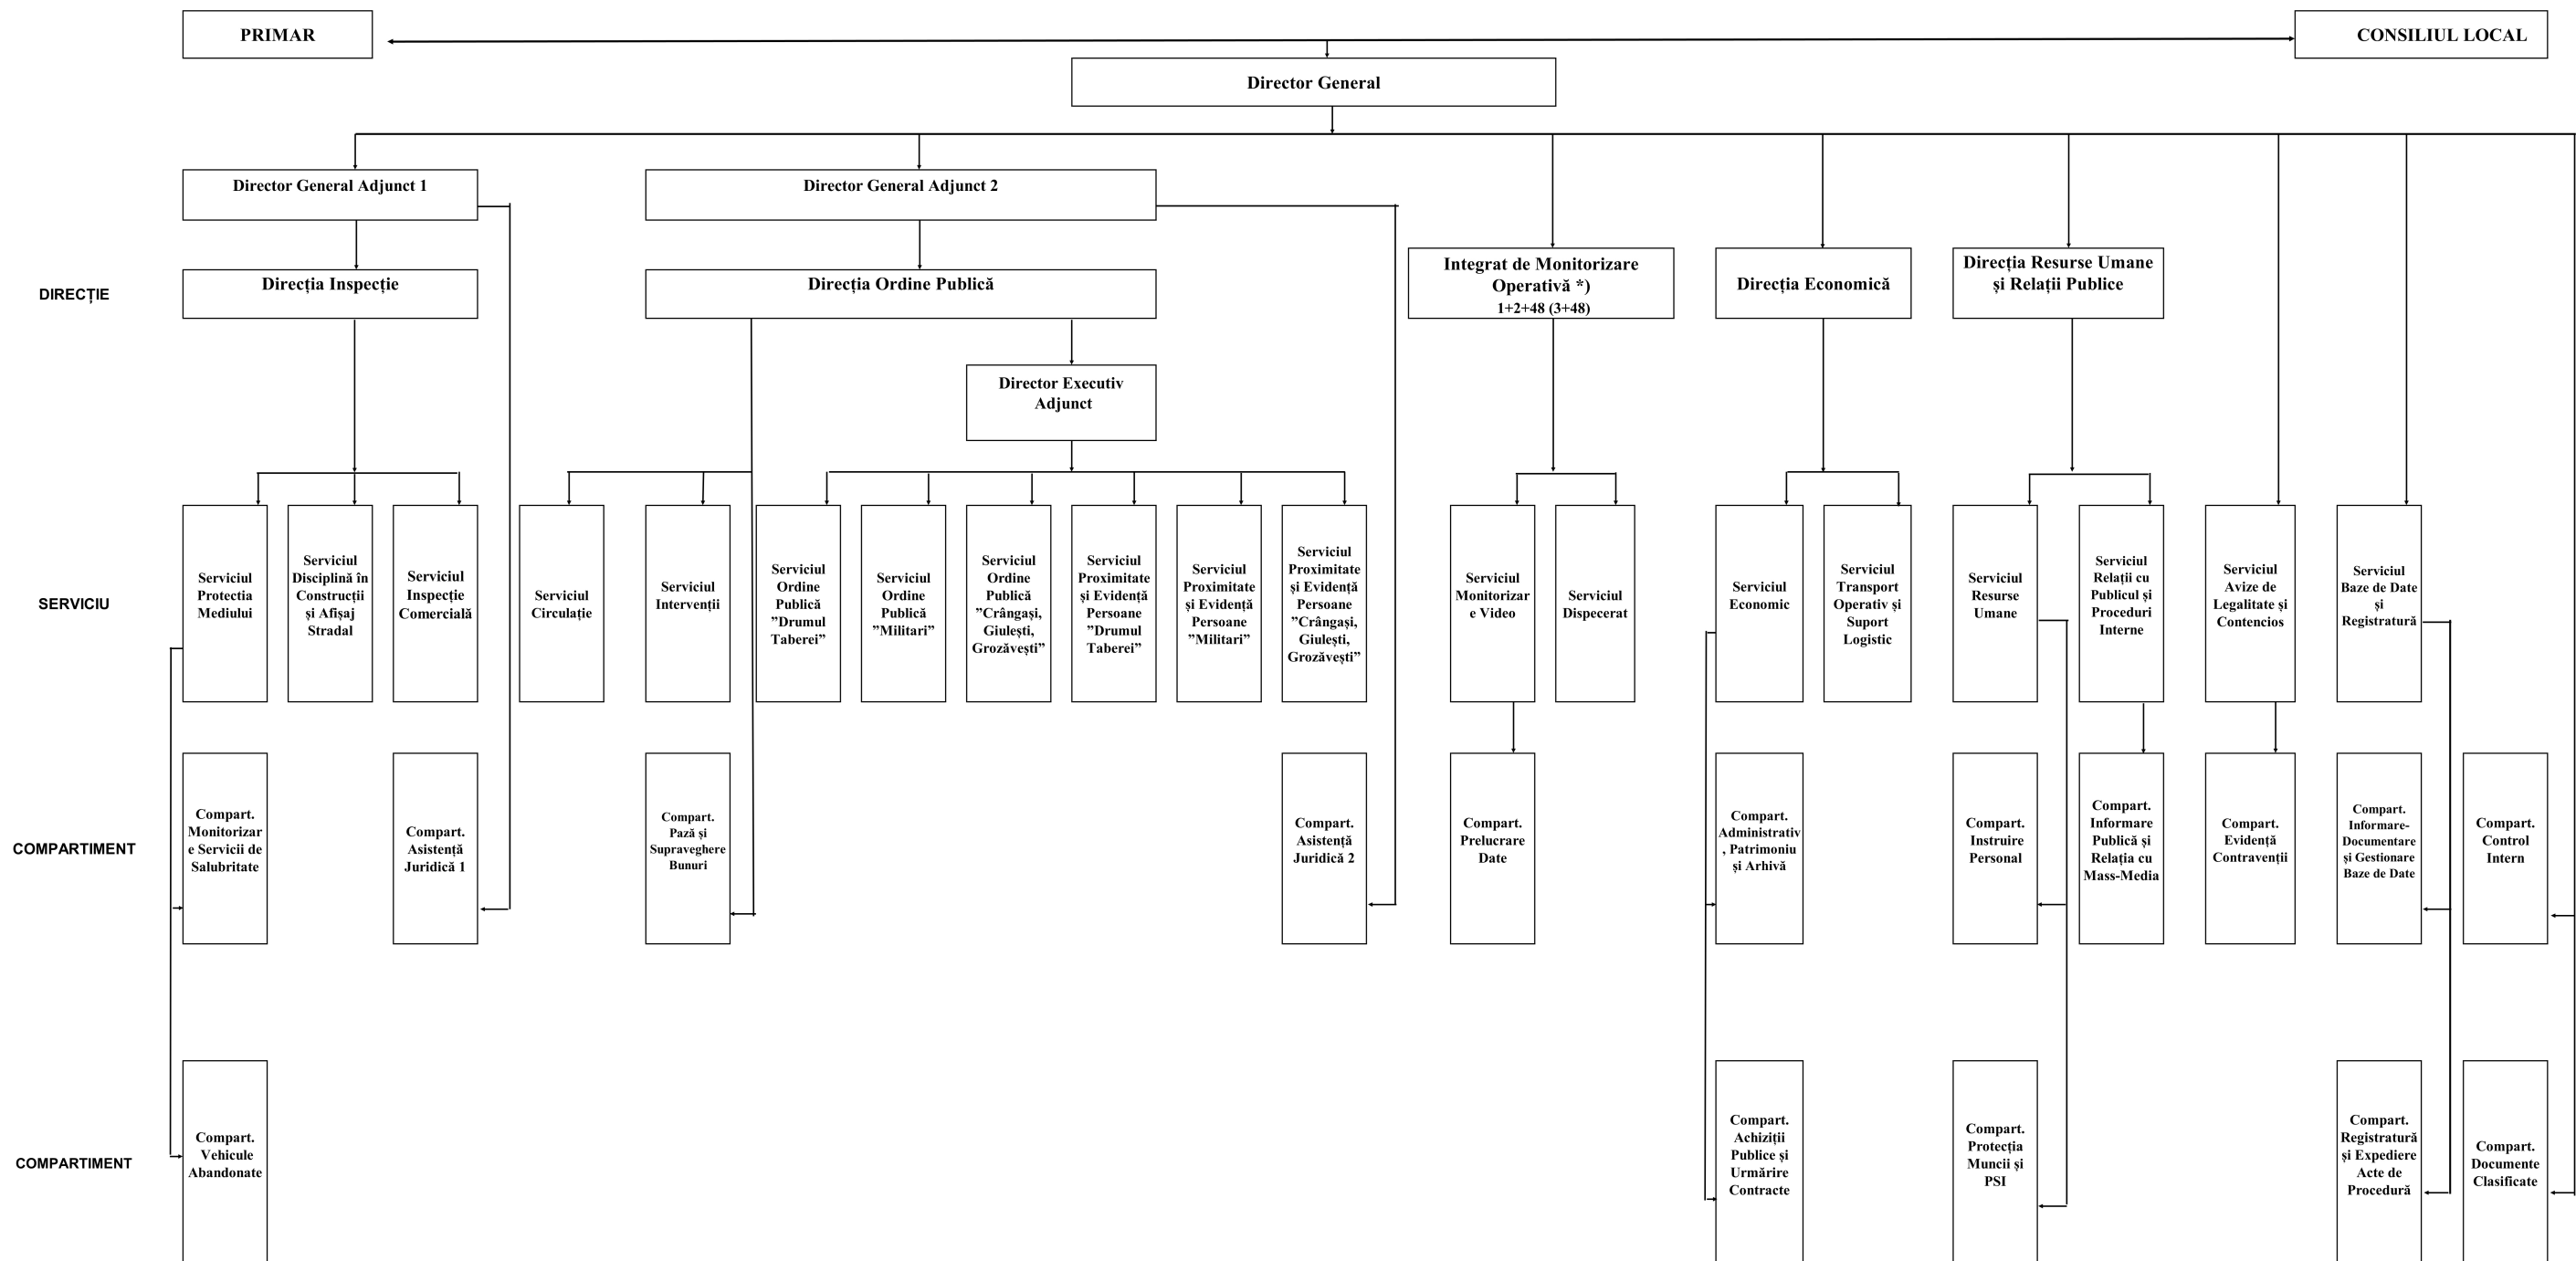 PRIMAR
CONSILIUL LOCAL
Director General
Director General Adjunct 1
Director General Adjunct 2
DIRECȚIE
Direcția Inspecție
Direcția Ordine Publică
Integrat de Monitorizare
Operativă *)
1+2+48 (3+48)
Direcția Economică
Direcția Resurse Umane
și Relații Publice
Director Executiv
Adjunct
SERVICIU
Serviciul
Protectia
Mediului
Serviciul
Disciplină în
Construcții
și Afișaj
Stradal
Serviciul
Inspecție
Comercială
Serviciul
Circulație
Serviciul
Intervenții
Serviciul
Ordine
Publică
”Drumul
Taberei”
Serviciul
Ordine
Publică
”Militari”
Serviciul
Ordine
Publică
”Crângași,
Giulești,
Grozăvești”
Serviciul
Proximitate
și Evidență
Persoane
”Drumul
Taberei”
Serviciul
Proximitate
și Evidență
Persoane
”Militari”
Serviciul
Proximitate
și Evidență
Persoane
”Crângași,
Giulești,
Grozăvești”
Serviciul
Monitorizar
e Video
Serviciul
Dispecerat
Serviciul
Economic
Serviciul
Transport
Operativ și
Suport
Logistic
Serviciul
Resurse
Umane
Serviciul
Relații cu
Publicul și
Proceduri
Interne
Serviciul
Avize de
Legalitate și
Contencios
Serviciul
Baze de Date
și
Registratură
COMPARTIMENT
Compart.
Monitorizar
e Servicii de
Salubritate
Compart.
Asistență
Juridică 1
Compart.
Pază și
Supraveghere
Bunuri
Compart.
Asistență
Juridică 2
Compart.
Prelucrare
Date
Compart.
Administrativ
, Patrimoniu
și Arhivă
Compart.
Instruire
Personal
Compart.
Informare
Publică și
Relația cu
Mass-Media
Compart.
Evidență
Contravenții
Compart.
Informare-
Documentare
și Gestionare
Baze de Date
Compart.
Control
Intern
COMPARTIMENT
Compart.
Vehicule
Abandonate
Compart.
Achiziții
Publice și
Urmărire
Contracte
Compart.
Protecția
Muncii și
PSI
Compart.
Registratură
și Expediere
Acte de
Procedură
Compart.
Documente
Clasificate